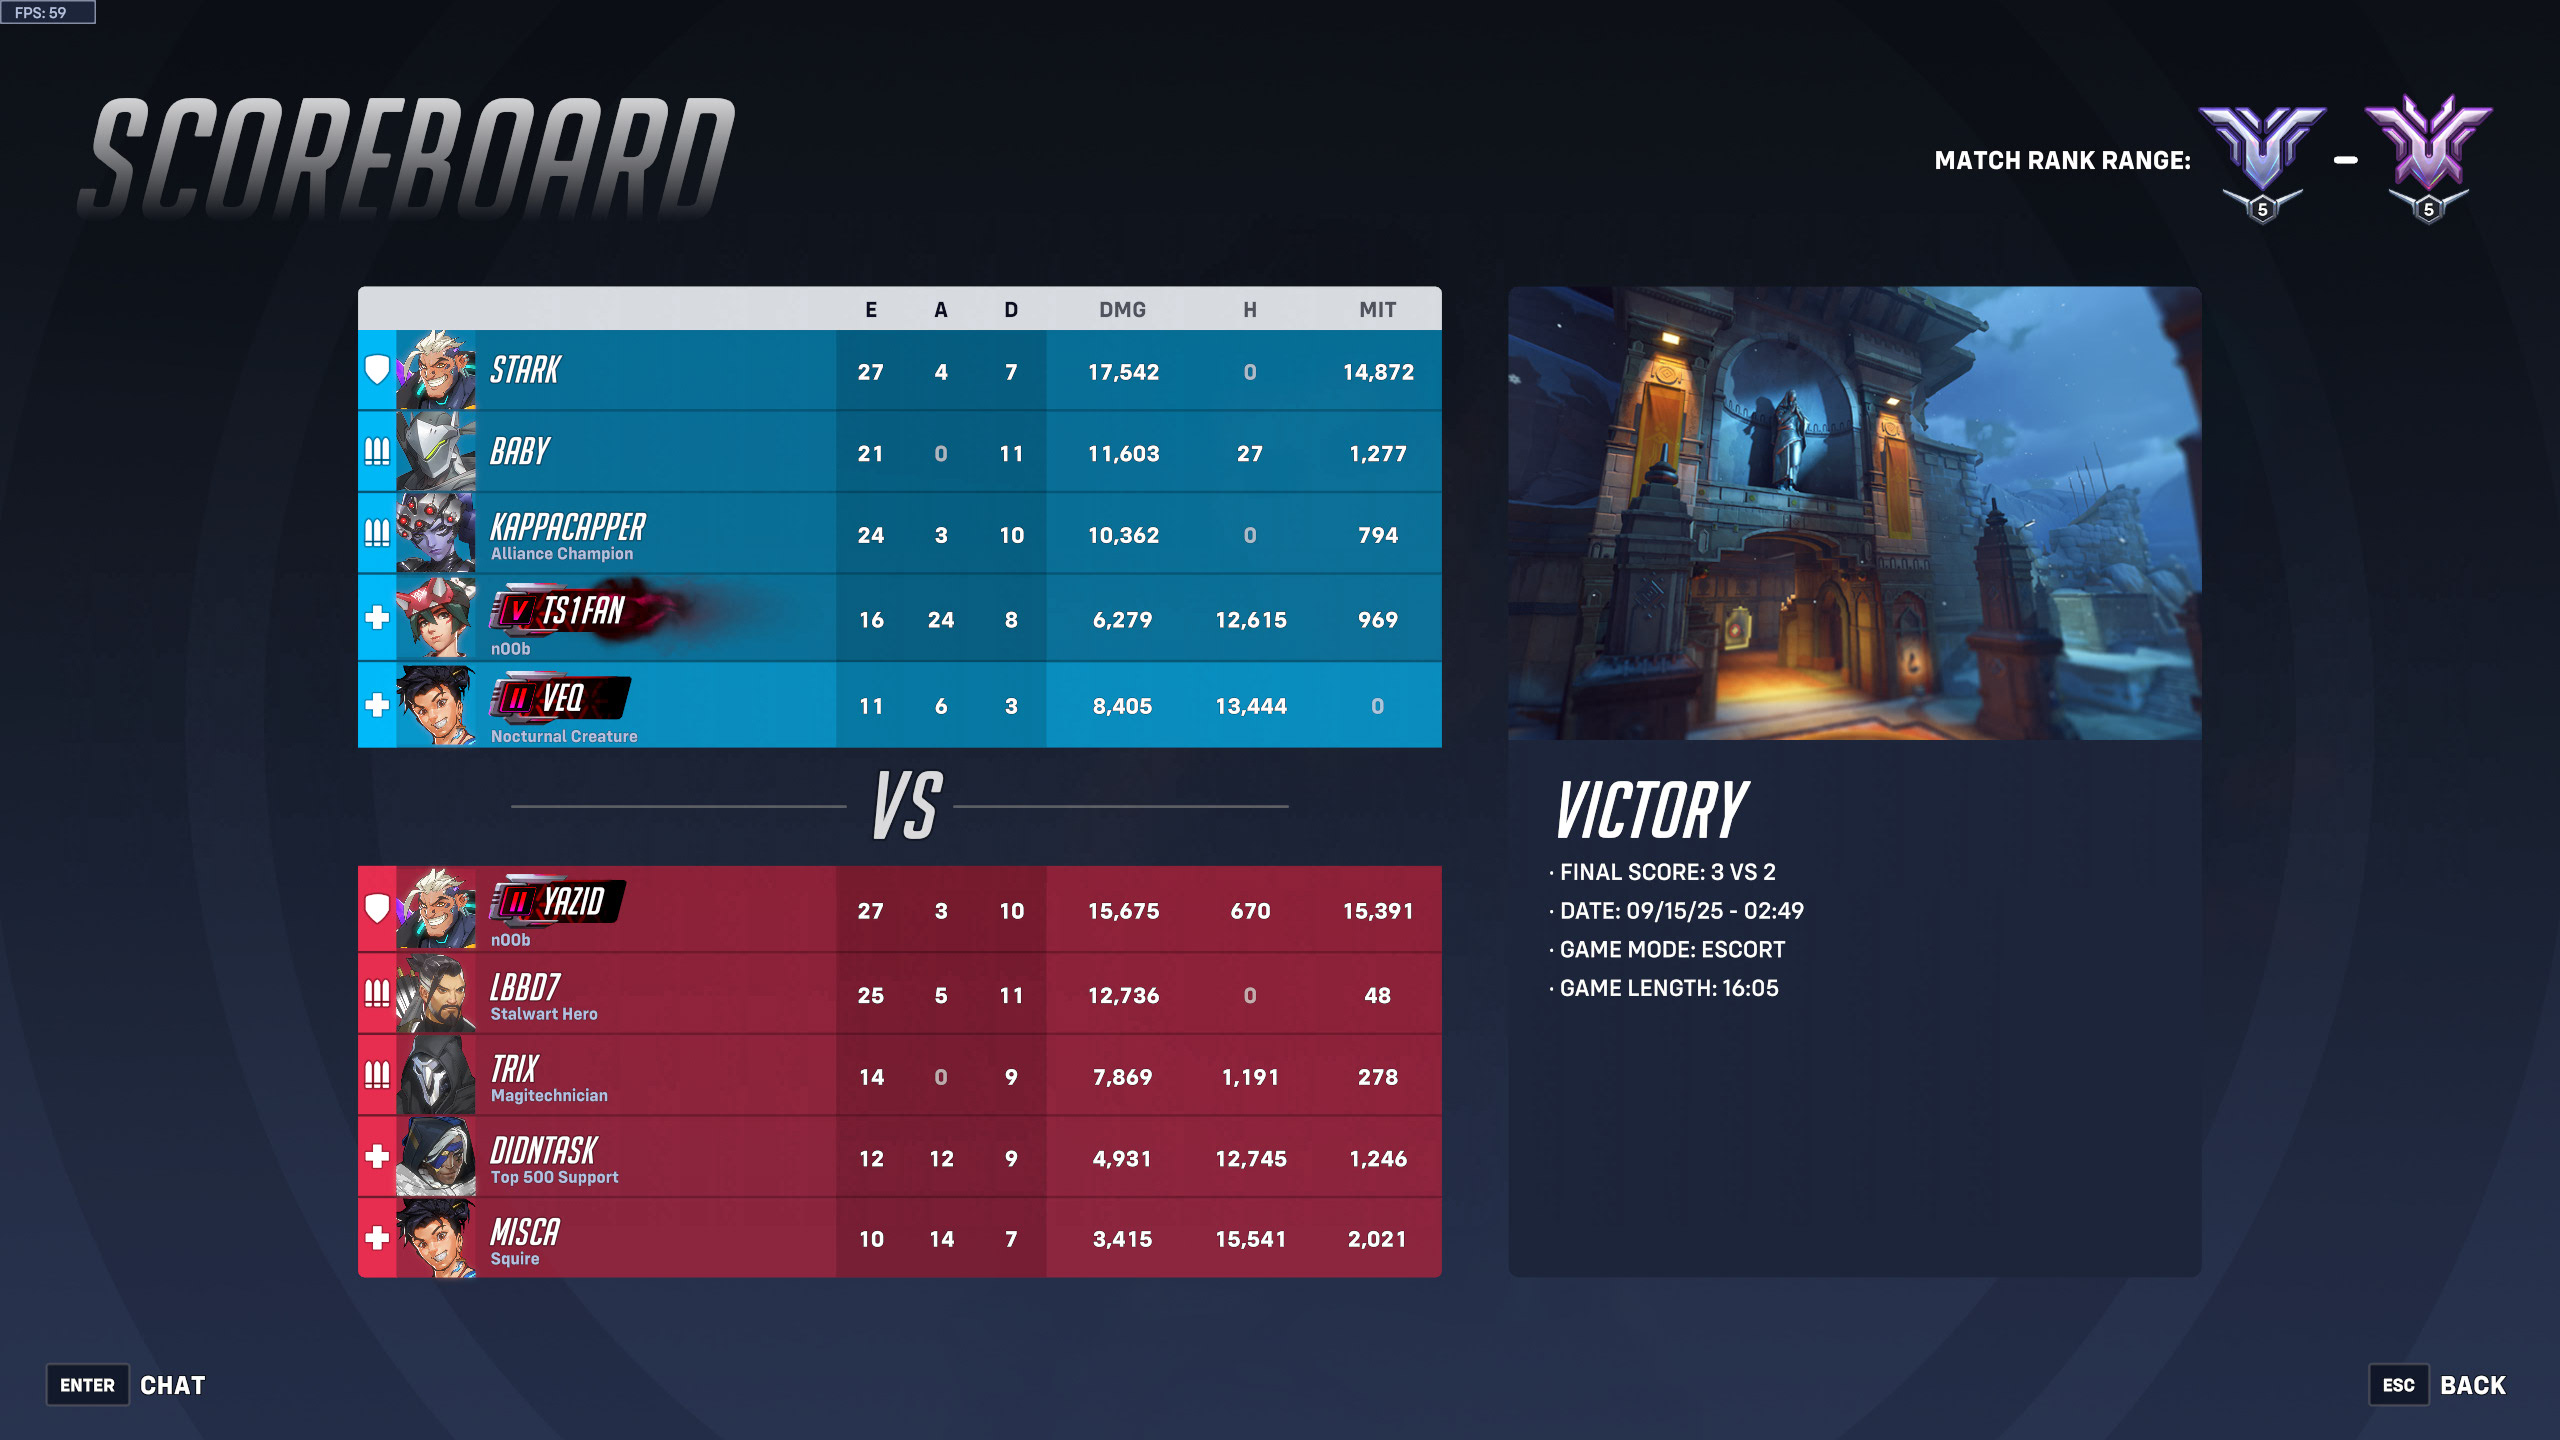 FPS: 59
SCOREBOARD
MATCH RANK RANGE: 5 - 5
E A D DMG H MIT
STARK 27 4 7 17,542 0 14,872
BABY 21 0 11 11,603 27 1,277
KAPPACAPPER 24 3 10 10,362 0 794
Alliance Champion
V TS1FAN 16 24 8 6,279 12,615 969
n00b
II VEQ 11 6 3 8,405 13,444 0
Nocturnal Creature
VS
II YAZID 27 3 10 15,675 670 15,391
n00b
LBBD7 25 5 11 12,736 0 48
Stalwart Hero
TRIX 14 0 9 7,869 1,191 278
Magitechnician
DIDNTASK 12 12 9 4,931 12,745 1,246
Top 500 Support
MISCA 10 14 7 3,415 15,541 2,021
Squire
VICTORY
· FINAL SCORE: 3 VS 2
· DATE: 09/15/25 - 02:49
· GAME MODE: ESCORT
· GAME LENGTH: 16:05
ENTER CHAT
ESC BACK